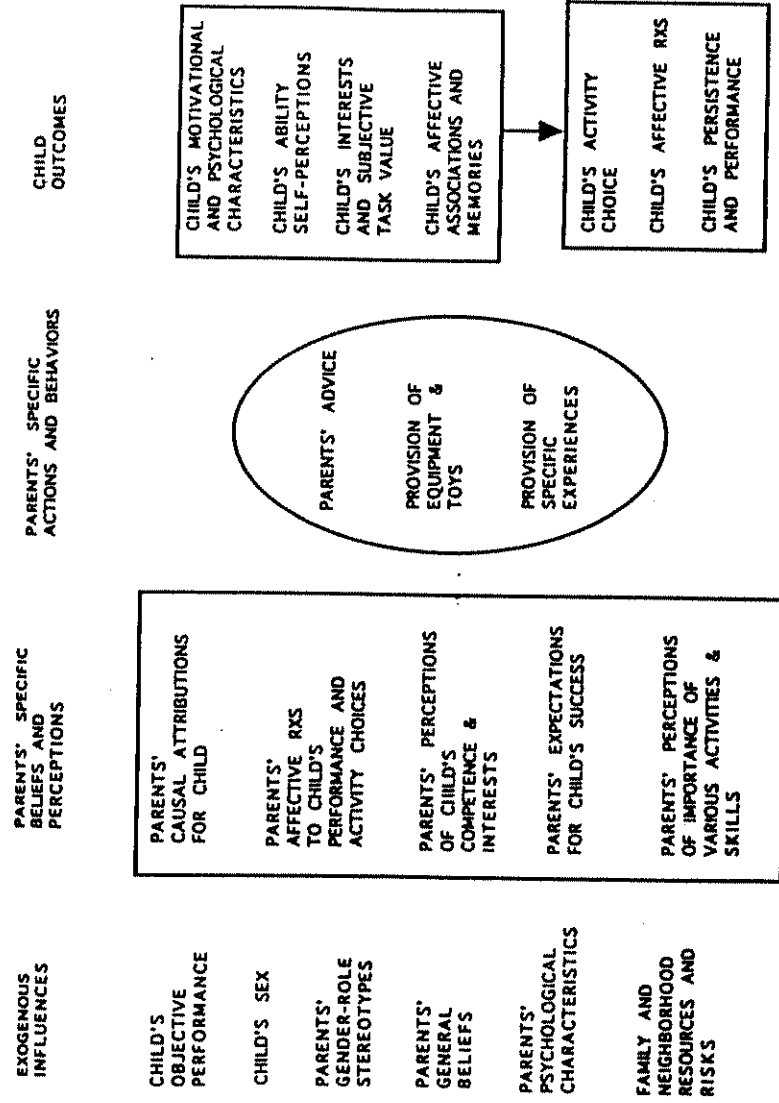 EXOGENOUS
INFLUENCES
CHILD'S
OBJECTIVE
PERFORMANCE
CHILD'S SEX
PARENTS'
GENDER-ROLE
STEREOTYPES
PARENTS'
GENERAL
BELIEFS
PARENTS'
PSYCHOLOGICAL
CHARACTERISTICS
FAMILY AND
NEIGHBORHOOD
RESOURCES AND
RISKS
PARENTS' SPECIFIC
BELIEFS AND
PERCEPTIONS
PARENTS'
CAUSAL ATTRIBUTIONS
FOR CHILD
PARENTS'
AFFECTIVE RXS
TO CHILD'S
PERFORMANCE AND
ACTIVITY CHOICES
PARENTS' PERCEPTIONS
OF CHILD'S
COMPETENCE &
INTERESTS
PARENTS' EXPECTATIONS
FOR CHILD'S SUCCESS
PARENTS' PERCEPTIONS
OF IMPORTANCE OF
VARIOUS ACTIVITIES &
SKILLS
PARENTS' SPECIFIC
ACTIONS AND BEHAVIORS
PARENTS' ADVICE
PROVISION OF
EQUIPMENT &
TOYS
PROVISION OF
SPECIFIC
EXPERIENCES
CHILD
OUTCOMES
CHILD'S MOTIVATIONAL
AND PSYCHOLOGICAL
CHARACTERISTICS
CHILD'S ABILITY
SELF-PERCEPTIONS
CHILD'S INTERESTS
AND SUBJECTIVE
TASK VALUE
CHILD'S AFFECTIVE
ASSOCIATIONS AND
MEMORIES
CHILD'S ACTIVITY
CHOICE
CHILD'S AFFECTIVE RXS
CHILD'S PERSISTENCE
AND PERFORMANCE